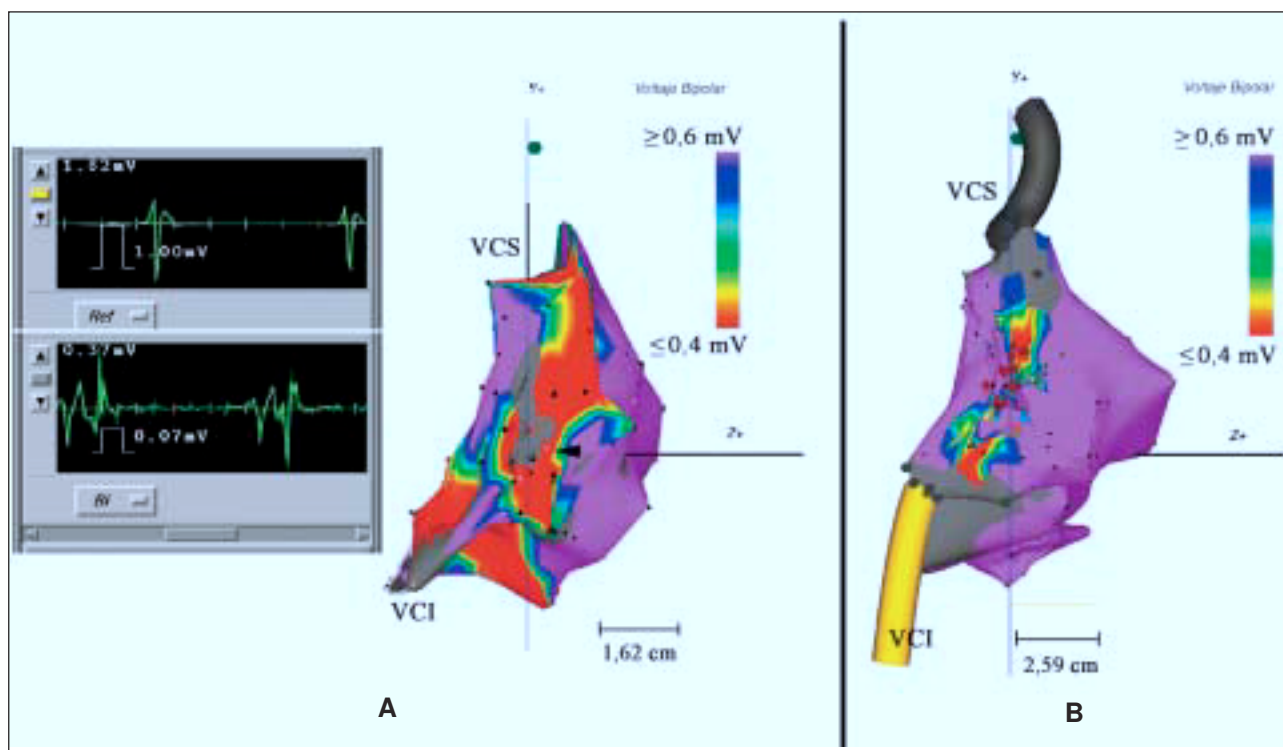 1.52mV
1.00mV
Ref
0.37mV
0.07mV
BI
Y+
Voltaje Bipolar
≥0,6 mV
≤0,4 mV
VCS
Z+
VCI
1,62 cm
A
Y+
Voltaje Bipolar
≥0,6 mV
≤0,4 mV
VCS
Z+
VCI
2,59 cm
B